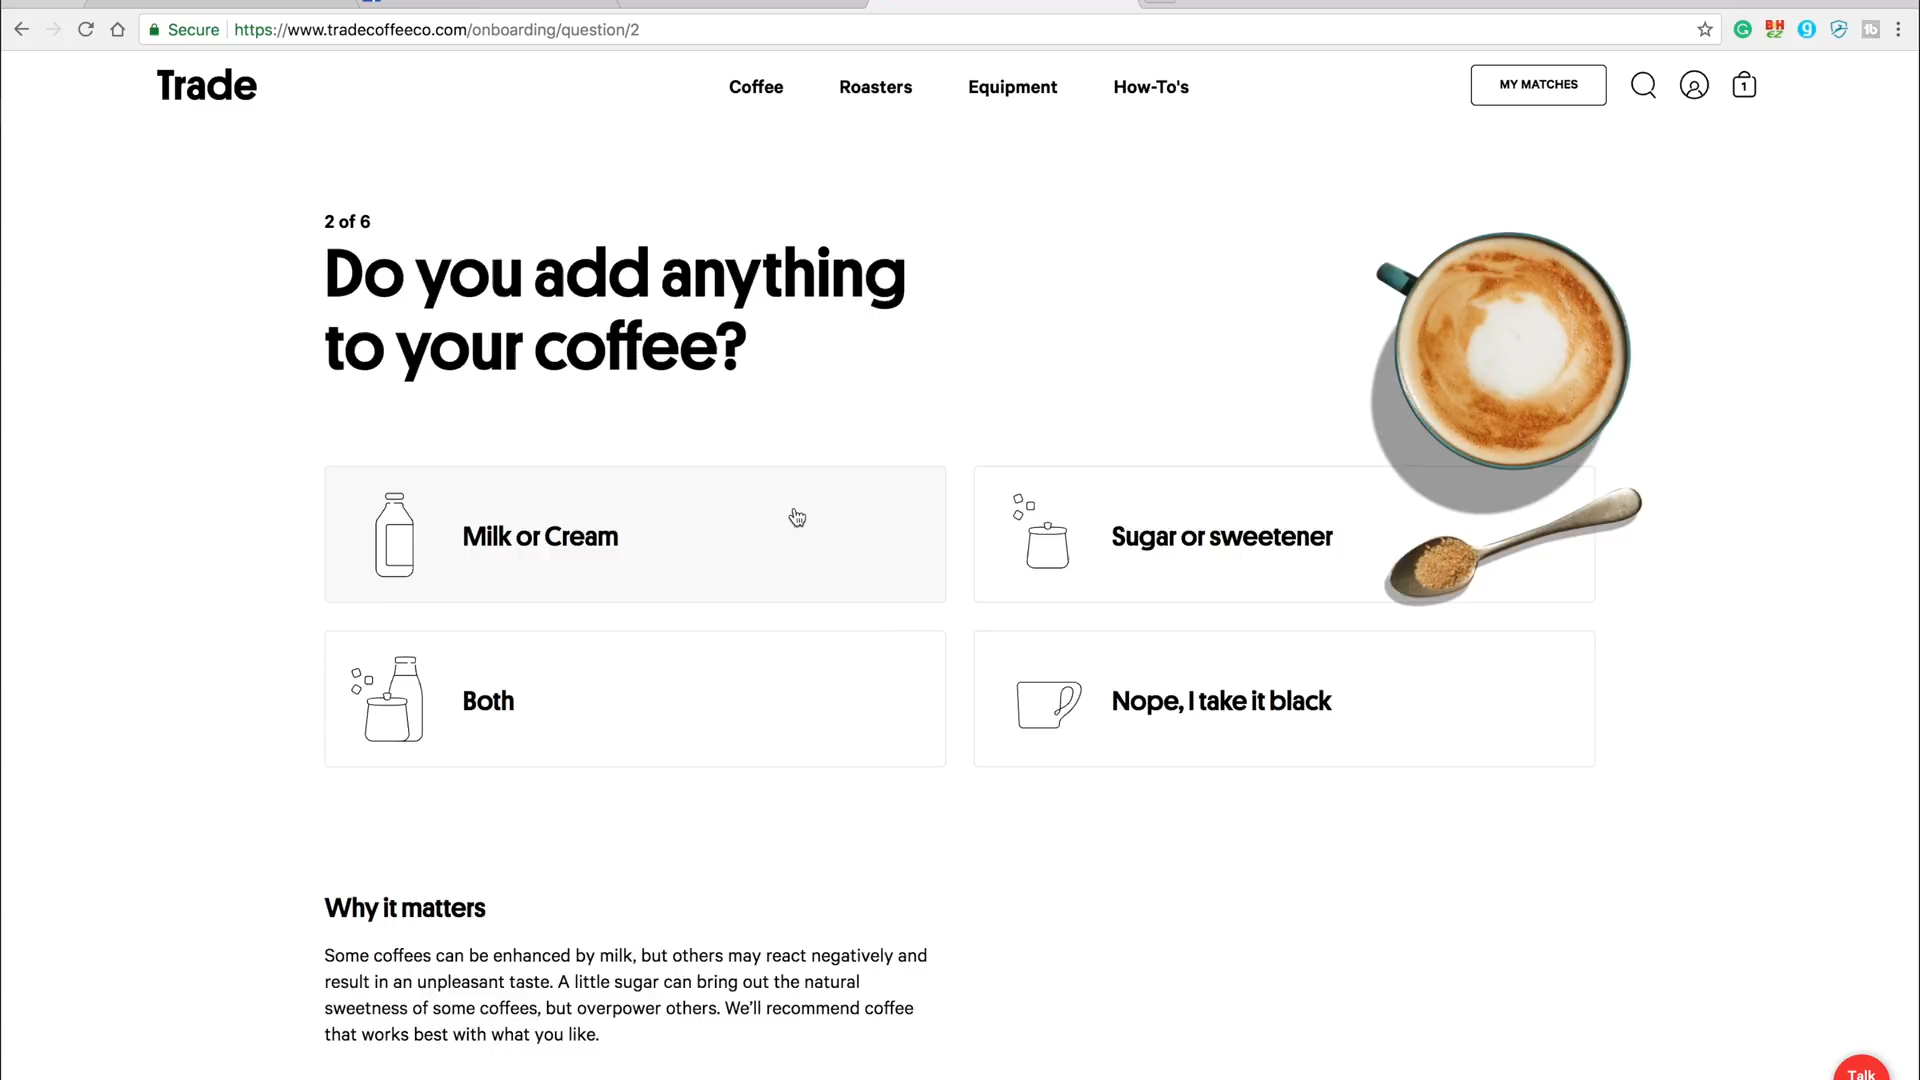 Secure https://www.tradecoffeeco.com/onboarding/question/2
Trade
Coffee Roasters Equipment How-To's
MY MATCHES
1
2 of 6
Do you add anything
to your coffee?
Milk or Cream
Sugar or sweetener
Both
Nope, I take it black
Why it matters
Some coffees can be enhanced by milk, but others may react negatively and
result in an unpleasant taste. A little sugar can bring out the natural
sweetness of some coffees, but overpower others. We’ll recommend coffee
that works best with what you like.
Talk